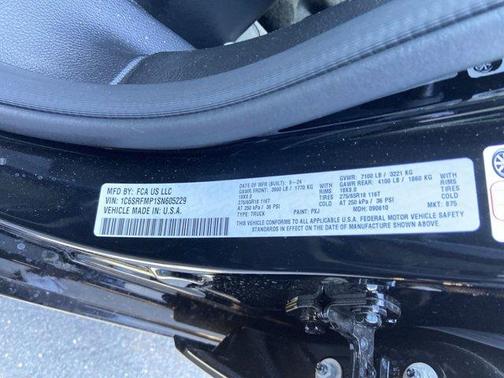 MFD BY: FCA US LLC
VIN: 1C6SRFMP1SN605229
VEHICLE MADE IN U.S.A.
DATE OF MFR (BUILT): 8-24
GAWR FRONT: 3900 LB / 1770 KG
18X8.0
275/65R18 116T
AT 250 kPa / 36 PSI COLD
TYPE: TRUCK
PAINT: PXJ
GVWR: 7100 LB / 3221 KG
GAWR REAR: 4100 LB / 1860 KG
RIMS 18X8.0
TIRES 275/65R18 116T
COLD AT 250 kPa / 36 PSI
MDH: 090610
MKT: 875
THIS VEHICLE CONFORMS TO ALL APPLICABLE U.S.A. FEDERAL MOTOR VEHICLE
SAFETY STANDARDS IN EFFECT ON THE DATE OF MANUFACTURE SHOWN ABOVE.